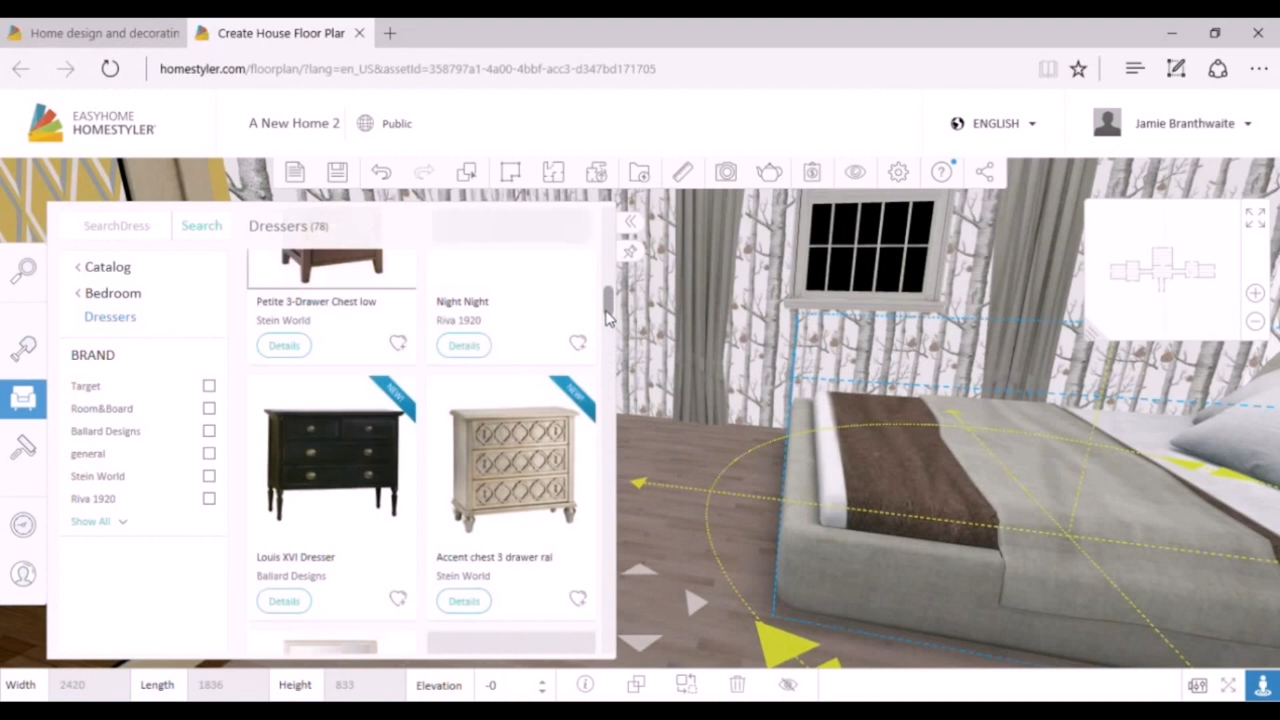 Home design and decoratin
Create House Floor Plar
homestyler.com/floorplan/?lang=en_US&assetId=358797a1-4a00-4bbf-acc3-d347bd171705
EASYHOME
HOMESTYLER
A New Home 2
Public
ENGLISH
Jamie Branthwaite
SearchDress
Search
Dressers (78)
Catalog
Bedroom
Dressers
BRAND
Target
Room&Board
Ballard Designs
general
Stein World
Riva 1920
Show All
Petite 3-Drawer Chest low
Stein World
Details
Night Night
Riva 1920
Details
NEW!
Louis XVI Dresser
Ballard Designs
Details
NEW!
Accent chest 3 drawer rai
Stein World
Details
Width 2420 Length 1836 Height 833 Elevation -0